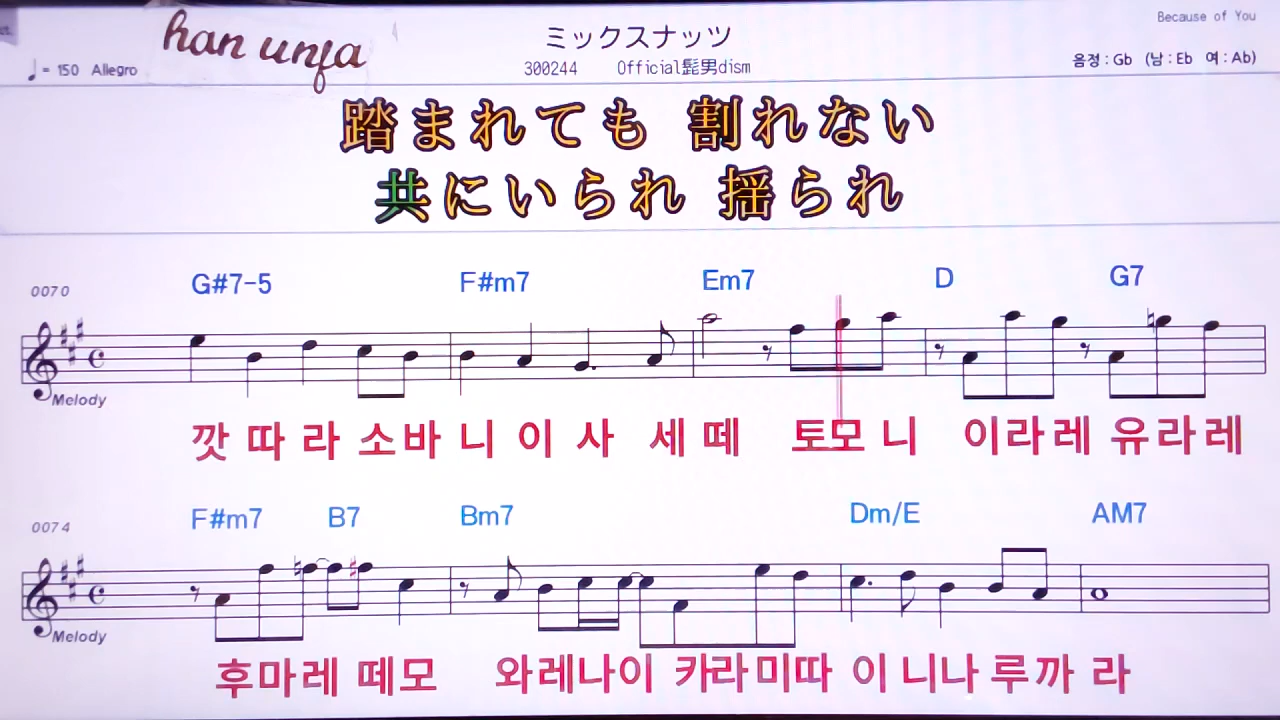 han unfa
ミックスナッツ
Because of You
♩= 150 Allegro
300244 Official髭男dism
음정 : Gb (남 : Eb 여 : Ab)
踏まれても 割れない
共にいられ 揺られ
0070
G#7-5 F#m7 Em7 D G7
Melody
깟 따 라 소바 니 이 사 세 떼 토모 니 이라레 유라레
0074
F#m7 B7 Bm7 Dm/E AM7
Melody
후마레 떼모 와레나이 카라미따 이 니나 루까 라